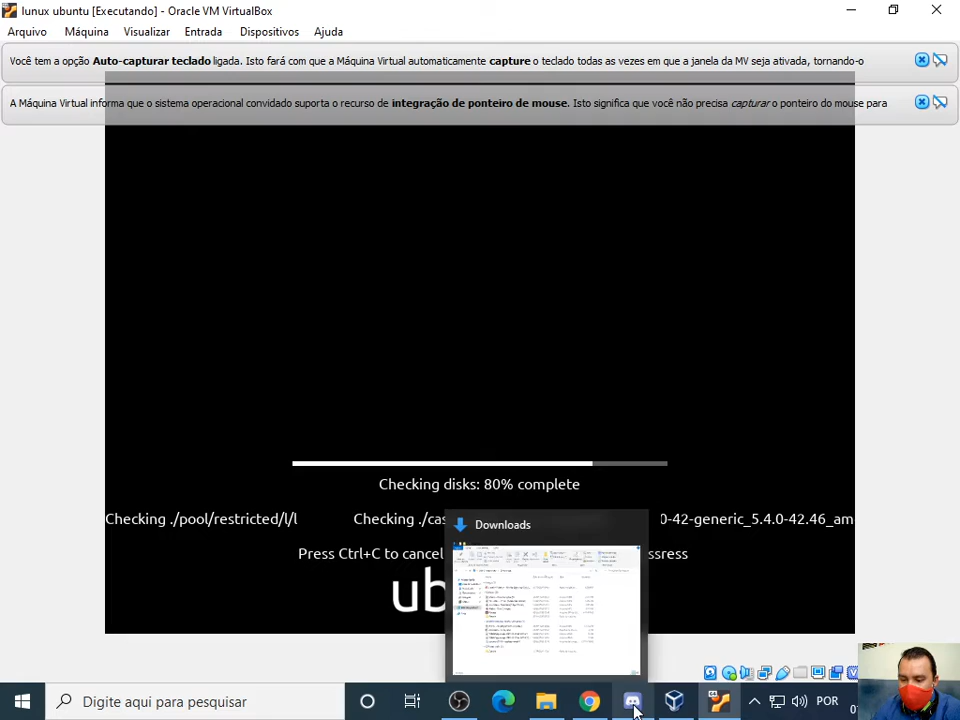 lunux ubuntu [Executando] - Oracle VM VirtualBox
Arquivo Máquina Visualizar Entrada Dispositivos Ajuda
Você tem a opção Auto-capturar teclado ligada. Isto fará com que a Máquina Virtual automaticamente capture o teclado todas as vezes em que a janela da MV seja ativada, tornando-o
A Máquina Virtual informa que o sistema operacional convidado suporta o recurso de integração de ponteiro de mouse. Isto significa que você não precisa capturar o ponteiro do mouse para
Checking disks: 80% complete
Checking ./pool/restricted/l/l Checking ./cas 0-42-generic_5.4.0-42.46_am
Downloads
Press Ctrl+C to cancel ssress
ub
Digite aqui para pesquisar
POR